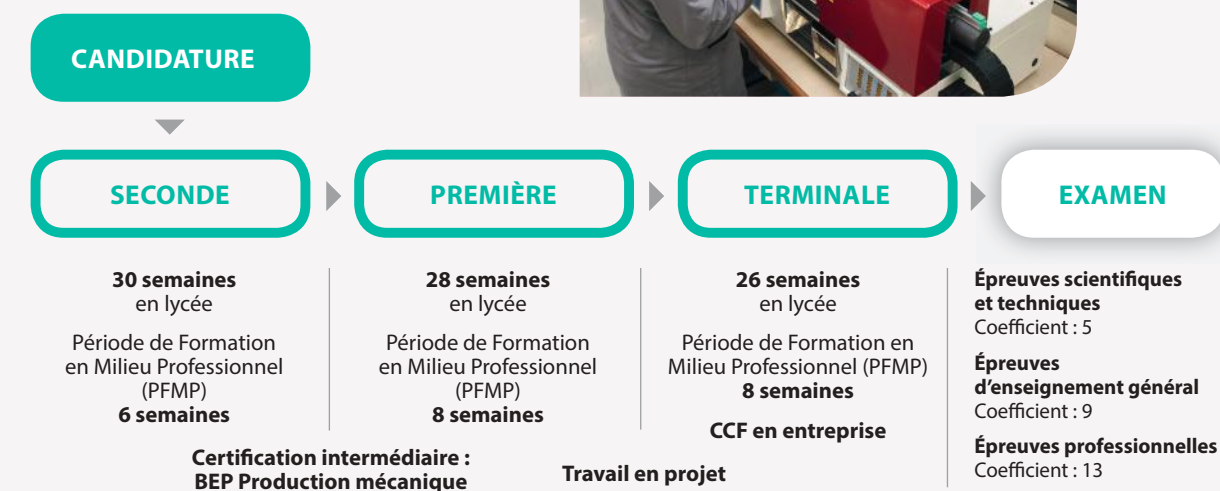 CANDIDATURE
SECONDE
PREMIÈRE
TERMINALE
EXAMEN
30 semaines
en lycée
Période de Formation
en Milieu Professionnel
(PFMP)
6 semaines
28 semaines
en lycée
Période de Formation
en Milieu Professionnel
(PFMP)
8 semaines
26 semaines
en lycée
Période de Formation en
Milieu Professionnel (PFMP)
8 semaines
CCF en entreprise
Épreuves scientifiques
et techniques
Coefficient : 5
Épreuves
d'enseignement général
Coefficient : 9
Épreuves professionnelles
Coefficient : 13
Certification intermédiaire :
BEP Production mécanique
Travail en projet